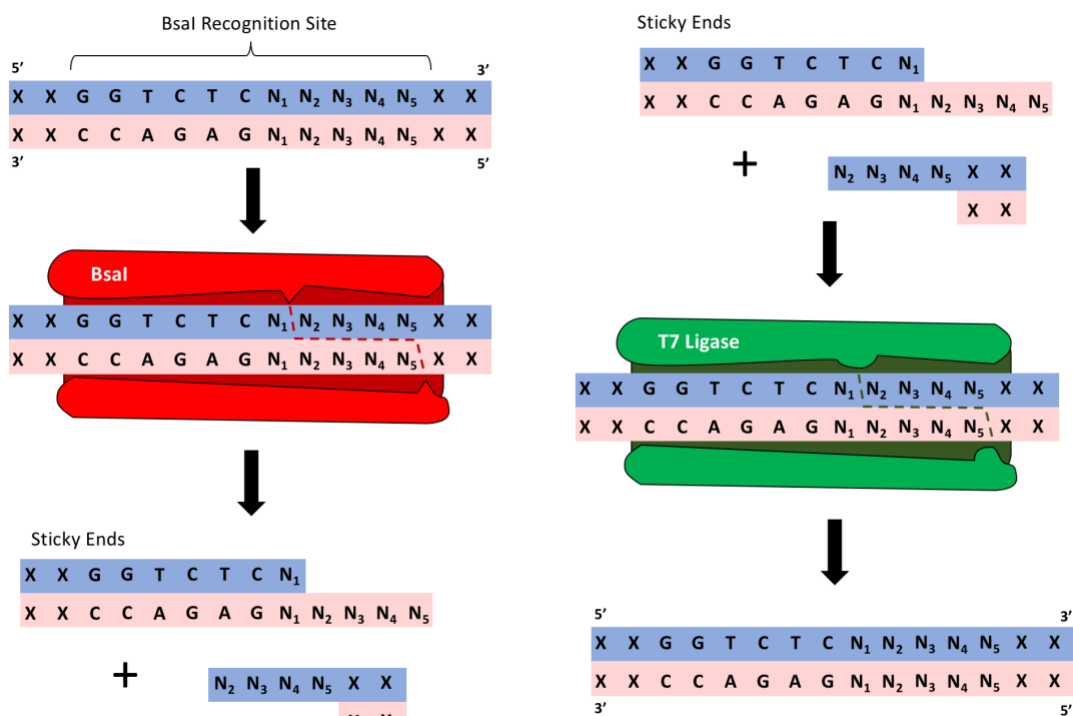 BsaI Recognition Site
5’ 3’
X X G G T C T C N₁ N₂ N₃ N₄ N₅ X X
X X C C A G A G N₁ N₂ N₃ N₄ N₅ X X
3’ 5’
BsaI
X X G G T C T C N₁ N₂ N₃ N₄ N₅ X X
X X C C A G A G N₁ N₂ N₃ N₄ N₅ X X
Sticky Ends
X X G G T C T C N₁
X X C C A G A G N₁ N₂ N₃ N₄ N₅
+
N₂ N₃ N₄ N₅ X X
Sticky Ends
X X G G T C T C N₁
X X C C A G A G N₁ N₂ N₃ N₄ N₅
+
N₂ N₃ N₄ N₅ X X
X X
T7 Ligase
X X G G T C T C N₁ N₂ N₃ N₄ N₅ X X
X X C C A G A G N₁ N₂ N₃ N₄ N₅ X X
5’ 3’
X X G G T C T C N₁ N₂ N₃ N₄ N₅ X X
X X C C A G A G N₁ N₂ N₃ N₄ N₅ X X
3’ 5’